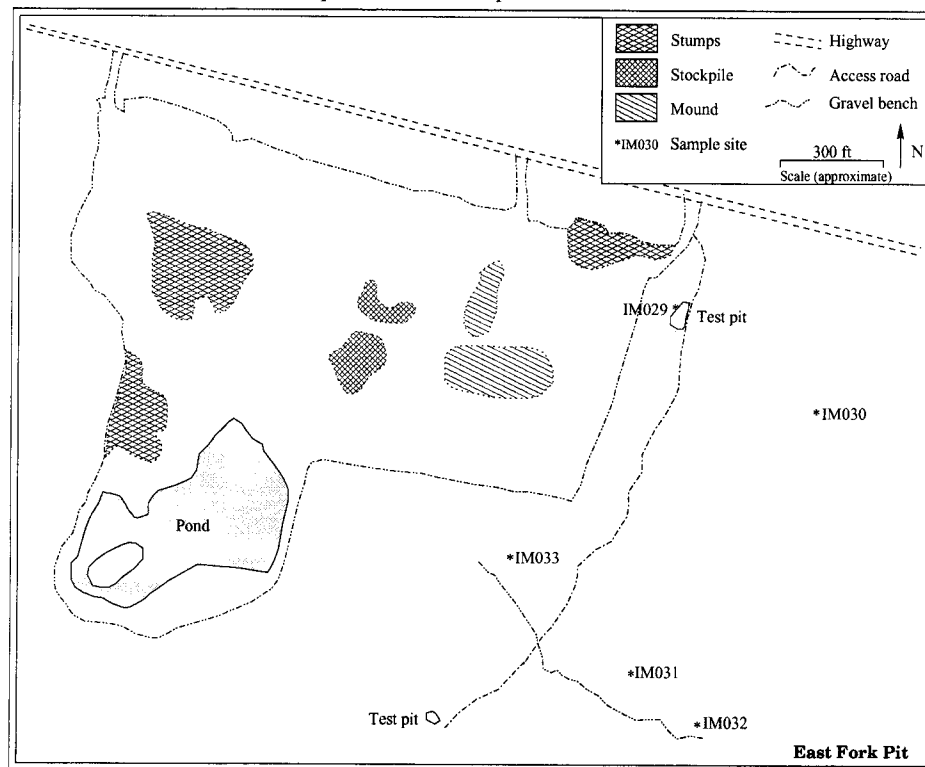 Stumps
Stockpile
Mound
*IM030 Sample site
Highway
Access road
Gravel bench
300 ft
Scale (approximate)
N
IM029*
Test pit
*IM030
Pond
*IM033
*IM031
Test pit
*IM032
East Fork Pit